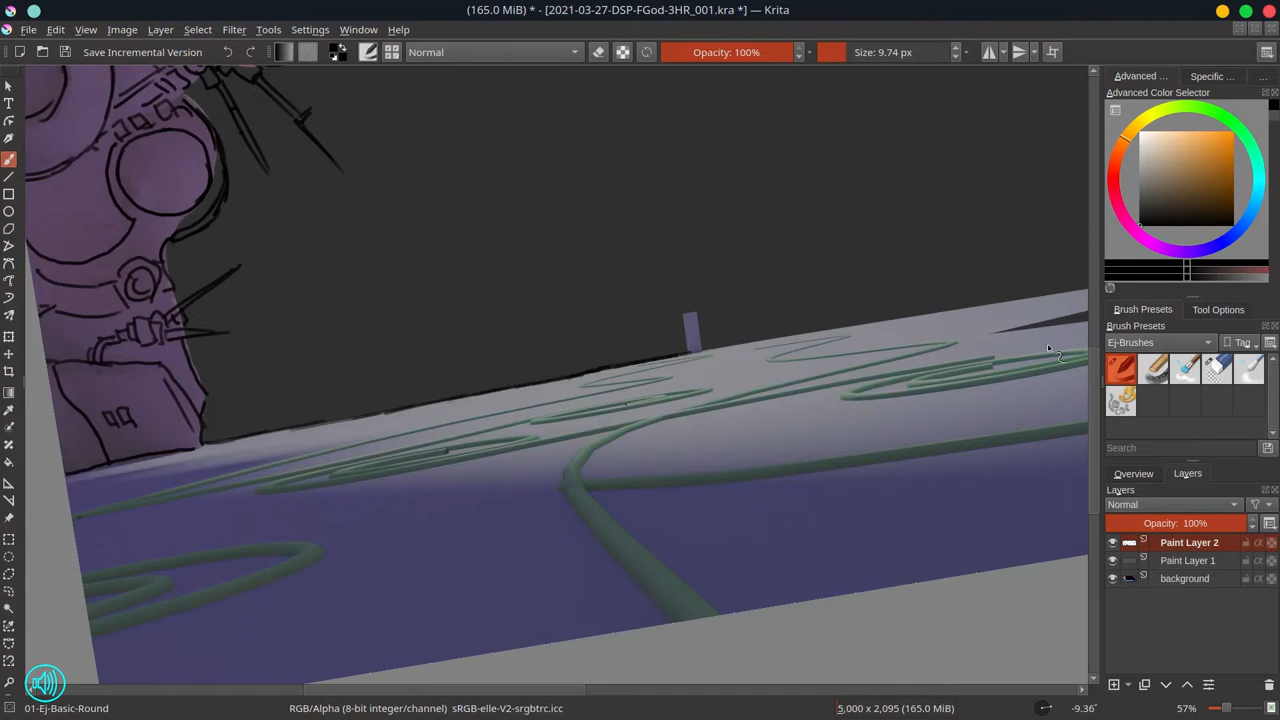 (165.0 MiB) * - [2021-03-27-DSP-FGod-3HR_001.kra *] — Krita
File Edit View Image Layer Select Filter Tools Settings Window Help
Save Incremental Version Normal Opacity: 100% Size: 9.74 px
Advanced ... Specific ... ...
Advanced Color Selector
Brush Presets Tool Options
Brush Presets
Ej-Brushes Tag
Search
Overview Layers
Layers
Normal
Opacity: 100%
Paint Layer 2
Paint Layer 1
background
01-Ej-Basic-Round RGB/Alpha (8-bit integer/channel) sRGB-elle-V2-srgbtrc.icc 5,000 x 2,095 (165.0 MiB) -9.36° 57%